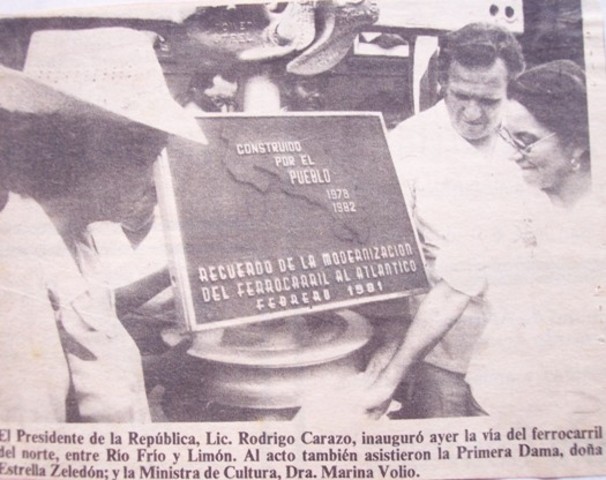 CONSTRUIDO
POR EL
PUEBLO
1978
1982
RECUERDO DE LA MODERNIZACION
DEL FERROCARRIL AL ATLANTICO
FEBRERO 1981
El Presidente de la República, Lic. Rodrigo Carazo, inauguró ayer la vía del ferrocarril
del norte, entre Río Frío y Limón. Al acto también asistieron la Primera Dama, doña
Estrella Zeledón; y la Ministra de Cultura, Dra. Marina Volio.